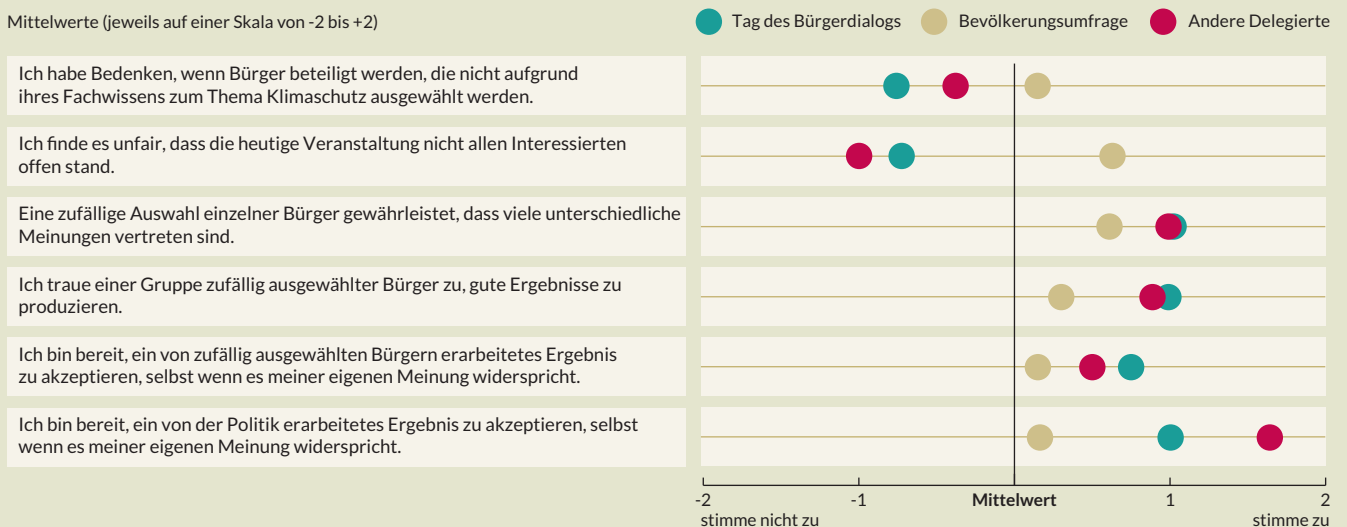 Mittelwerte (jeweils auf einer Skala von -2 bis +2)
Tag des Bürgerdialogs
Bevölkerungsumfrage
Andere Delegierte
Ich habe Bedenken, wenn Bürger beteiligt werden, die nicht aufgrund
ihres Fachwissens zum Thema Klimaschutz ausgewählt werden.
Ich finde es unfair, dass die heutige Veranstaltung nicht allen Interessierten
offen stand.
Eine zufällige Auswahl einzelner Bürger gewährleistet, dass viele unterschiedliche
Meinungen vertreten sind.
Ich traue einer Gruppe zufällig ausgewählter Bürger zu, gute Ergebnisse zu
produzieren.
Ich bin bereit, ein von zufällig ausgewählten Bürgern erarbeitetes Ergebnis
zu akzeptieren, selbst wenn es meiner eigenen Meinung widerspricht.
Ich bin bereit, ein von der Politik erarbeitetes Ergebnis zu akzeptieren, selbst
wenn es meiner eigenen Meinung widerspricht.
-2 -1 Mittelwert 1 2
stimme nicht zu stimme zu